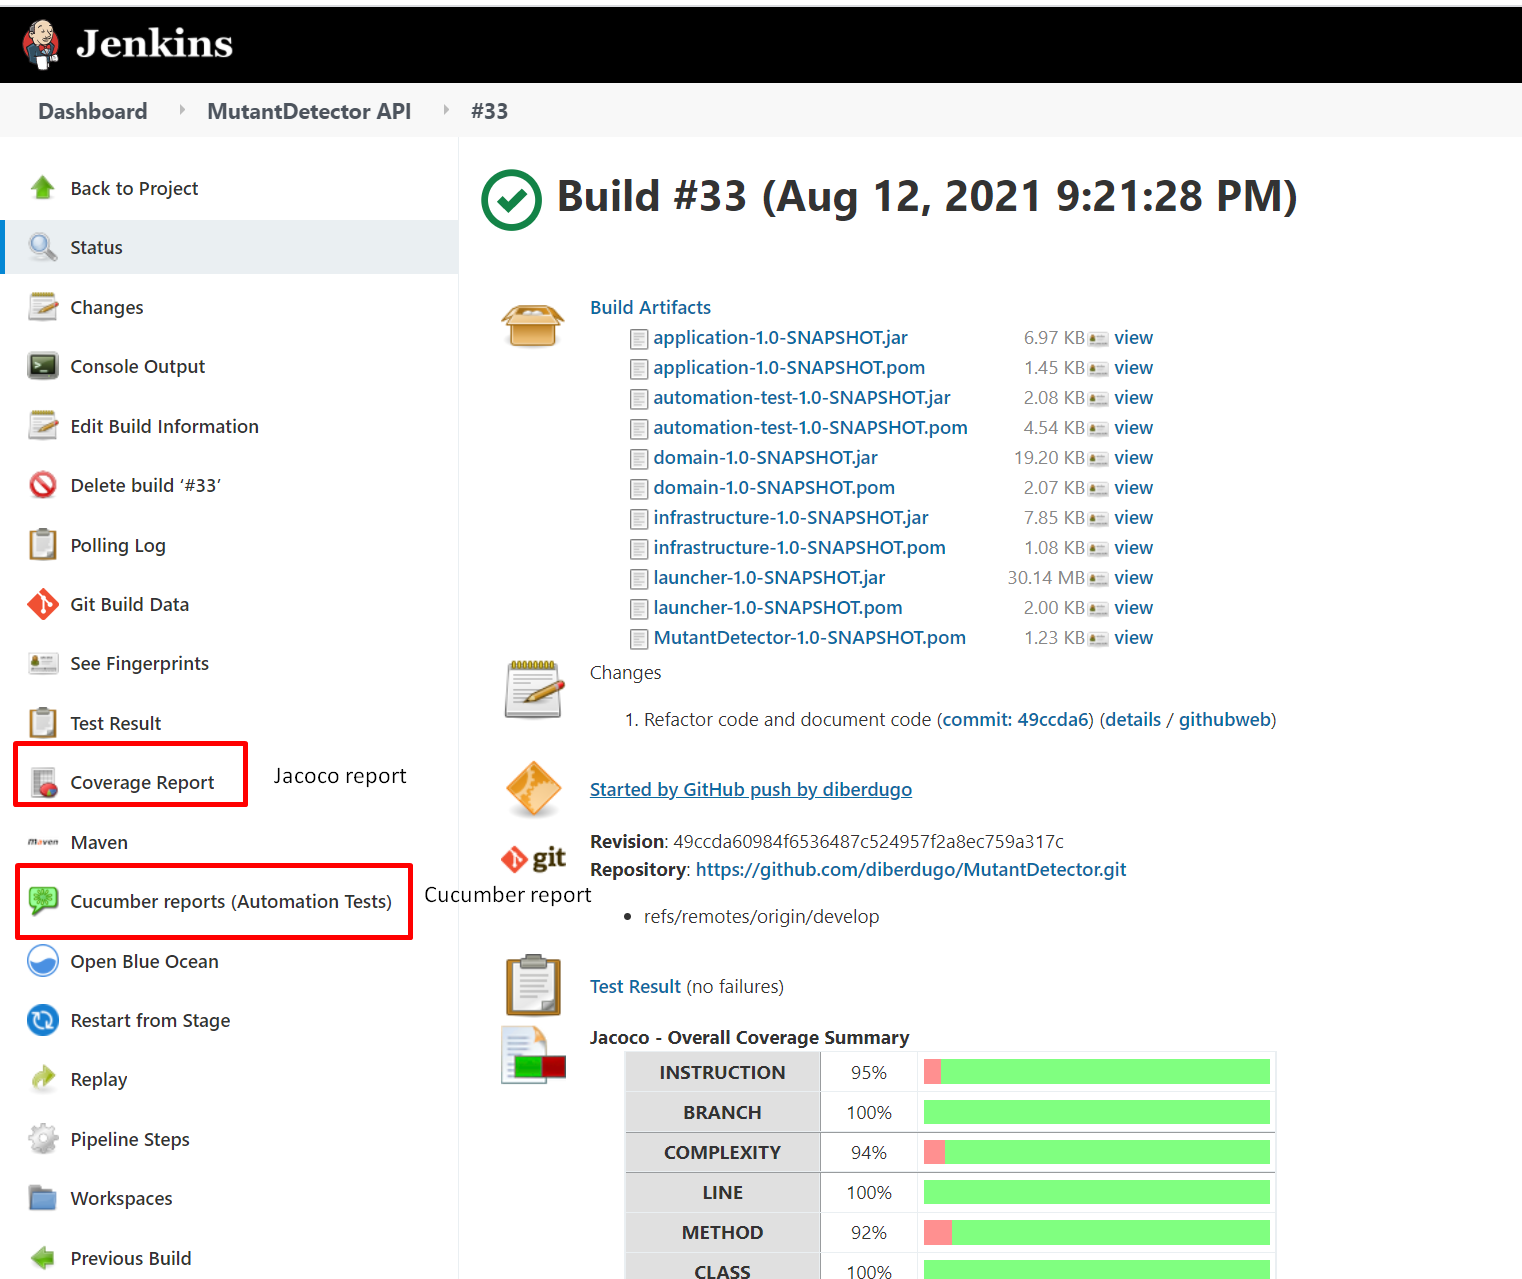 Jenkins
Dashboard MutantDetector API #33
Back to Project
Status
Changes
Console Output
Edit Build Information
Delete build ‘#33’
Polling Log
Git Build Data
See Fingerprints
Test Result
Coverage Report
Jacoco report
Maven
Maven
Cucumber reports (Automation Tests)
Cucumber report
Open Blue Ocean
Restart from Stage
Replay
Pipeline Steps
Workspaces
Previous Build
Build #33 (Aug 12, 2021 9:21:28 PM)
Build Artifacts
application-1.0-SNAPSHOT.jar 6.97 KB view
application-1.0-SNAPSHOT.pom 1.45 KB view
automation-test-1.0-SNAPSHOT.jar 2.08 KB view
automation-test-1.0-SNAPSHOT.pom 4.54 KB view
domain-1.0-SNAPSHOT.jar 19.20 KB view
domain-1.0-SNAPSHOT.pom 2.07 KB view
infrastructure-1.0-SNAPSHOT.jar 7.85 KB view
infrastructure-1.0-SNAPSHOT.pom 1.08 KB view
launcher-1.0-SNAPSHOT.jar 30.14 MB view
launcher-1.0-SNAPSHOT.pom 2.00 KB view
MutantDetector-1.0-SNAPSHOT.pom 1.23 KB view
Changes
1. Refactor code and document code (commit: 49ccda6) (details / githubweb)
Started by GitHub push by diberdugo
git
Revision: 49ccda60984f6536487c524957f2a8ec759a317c
Repository: https://github.com/diberdugo/MutantDetector.git
• refs/remotes/origin/develop
Test Result (no failures)
Jacoco - Overall Coverage Summary
INSTRUCTION 95%
BRANCH 100%
COMPLEXITY 94%
LINE 100%
METHOD 92%
CLASS 100%